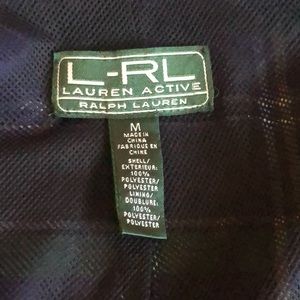 L-RL
LAUREN ACTIVE
RALPH LAUREN
M
MADE IN
CHINA
FABRIQUE EN
CHINE
SHELL/
EXTERIEUR:
100%
POLYESTER/
POLYESTER
LINING/
DOUBLURE:
100%
POLYESTER/
POLYESTER